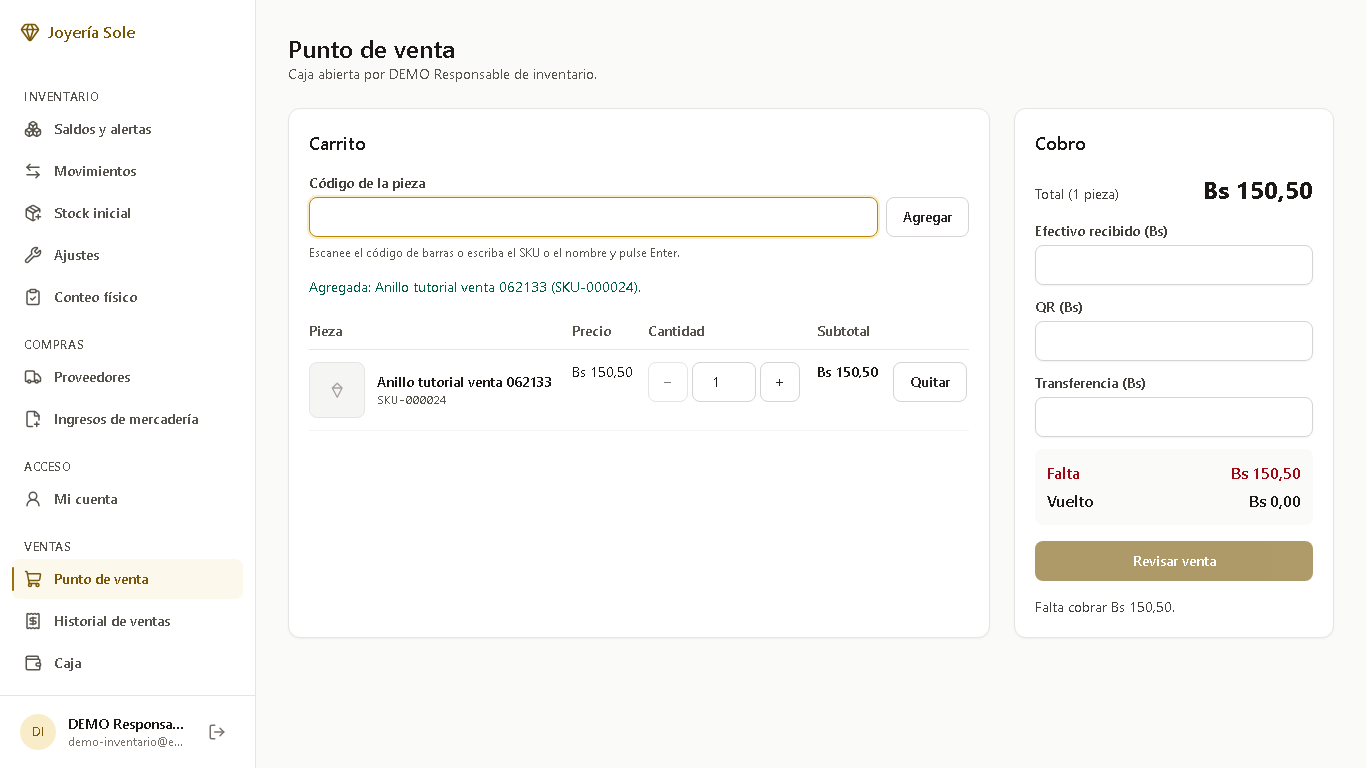 Joyería Sole
INVENTARIO
Saldos y alertas
Movimientos
Stock inicial
Ajustes
Conteo físico
COMPRAS
Proveedores
Ingresos de mercadería
ACCESO
Mi cuenta
VENTAS
Punto de venta
Historial de ventas
Caja
DI
DEMO Responsa...
demo-inventario@e...
Punto de venta
Caja abierta por DEMO Responsable de inventario.
Carrito
Código de la pieza
Agregar
Escanee el código de barras o escriba el SKU o el nombre y pulse Enter.
Agregada: Anillo tutorial venta 062133 (SKU-000024).
Pieza Precio Cantidad Subtotal
Anillo tutorial venta 062133 Bs 150,50 − 1 + Bs 150,50 Quitar
SKU-000024
Cobro
Total (1 pieza) Bs 150,50
Efectivo recibido (Bs)
QR (Bs)
Transferencia (Bs)
Falta Bs 150,50
Vuelto Bs 0,00
Revisar venta
Falta cobrar Bs 150,50.